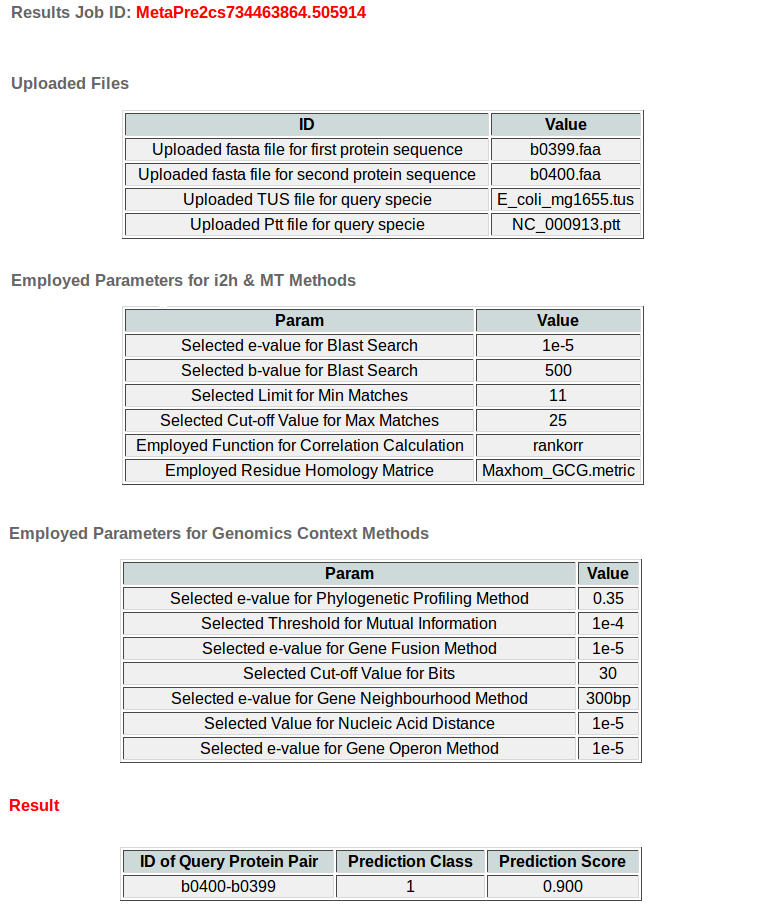 Results Job ID: MetaPre2cs734463864.505914
Uploaded Files
ID Value
Uploaded fasta file for first protein sequence b0399.faa
Uploaded fasta file for second protein sequence b0400.faa
Uploaded TUS file for query specie E_coli_mg1655.tus
Uploaded Ptt file for query specie NC_000913.ptt
Employed Parameters for i2h & MT Methods
Param Value
Selected e-value for Blast Search 1e-5
Selected b-value for Blast Search 500
Selected Limit for Min Matches 11
Selected Cut-off Value for Max Matches 25
Employed Function for Correlation Calculation rankorr
Employed Residue Homology Matrice Maxhom_GCG.metric
Employed Parameters for Genomics Context Methods
Param Value
Selected e-value for Phylogenetic Profiling Method 0.35
Selected Threshold for Mutual Information 1e-4
Selected e-value for Gene Fusion Method 1e-5
Selected Cut-off Value for Bits 30
Selected e-value for Gene Neighbourhood Method 300bp
Selected Value for Nucleic Acid Distance 1e-5
Selected e-value for Gene Operon Method 1e-5
Result
ID of Query Protein Pair Prediction Class Prediction Score
b0400-b0399 1 0.900